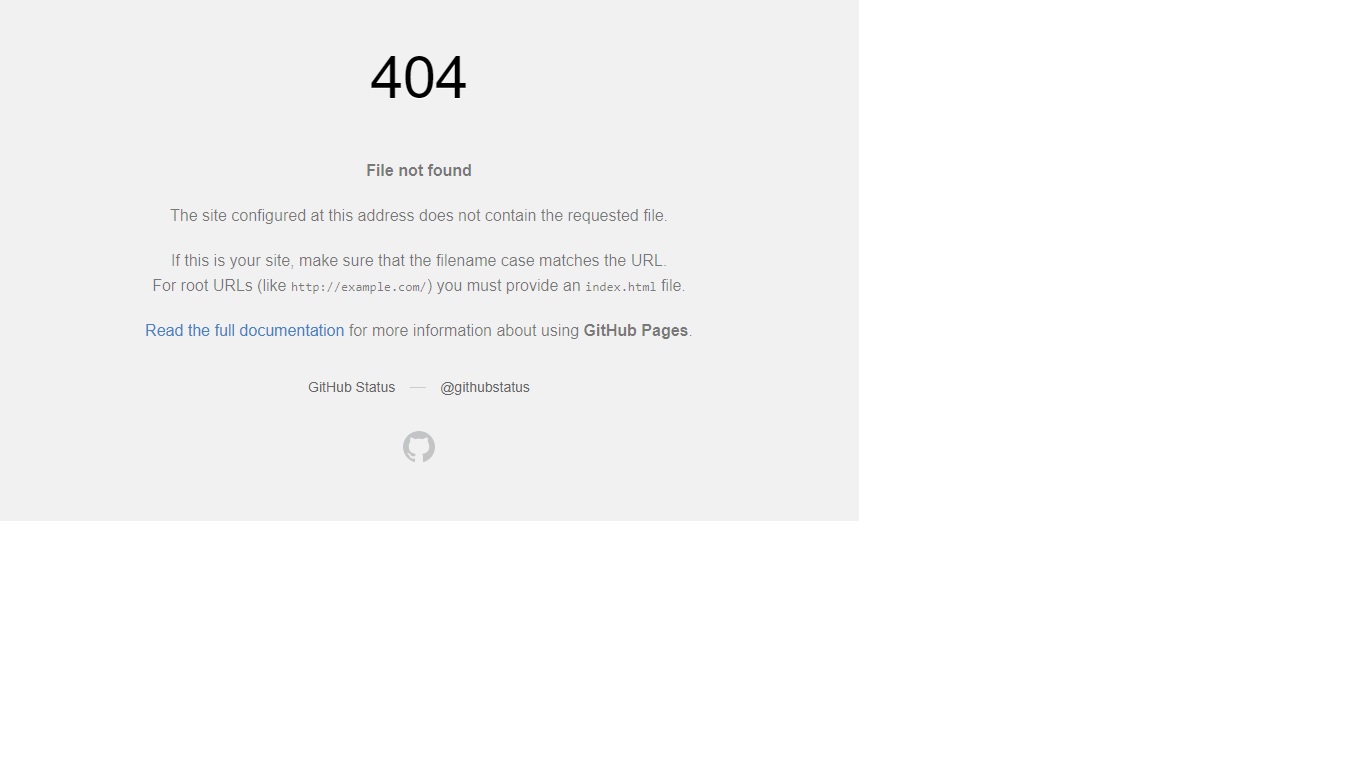 404
File not found
The site configured at this address does not contain the requested file.
If this is your site, make sure that the filename case matches the URL.
For root URLs (like http://example.com/) you must provide an index.html file.
Read the full documentation for more information about using GitHub Pages.
GitHub Status — @githubstatus